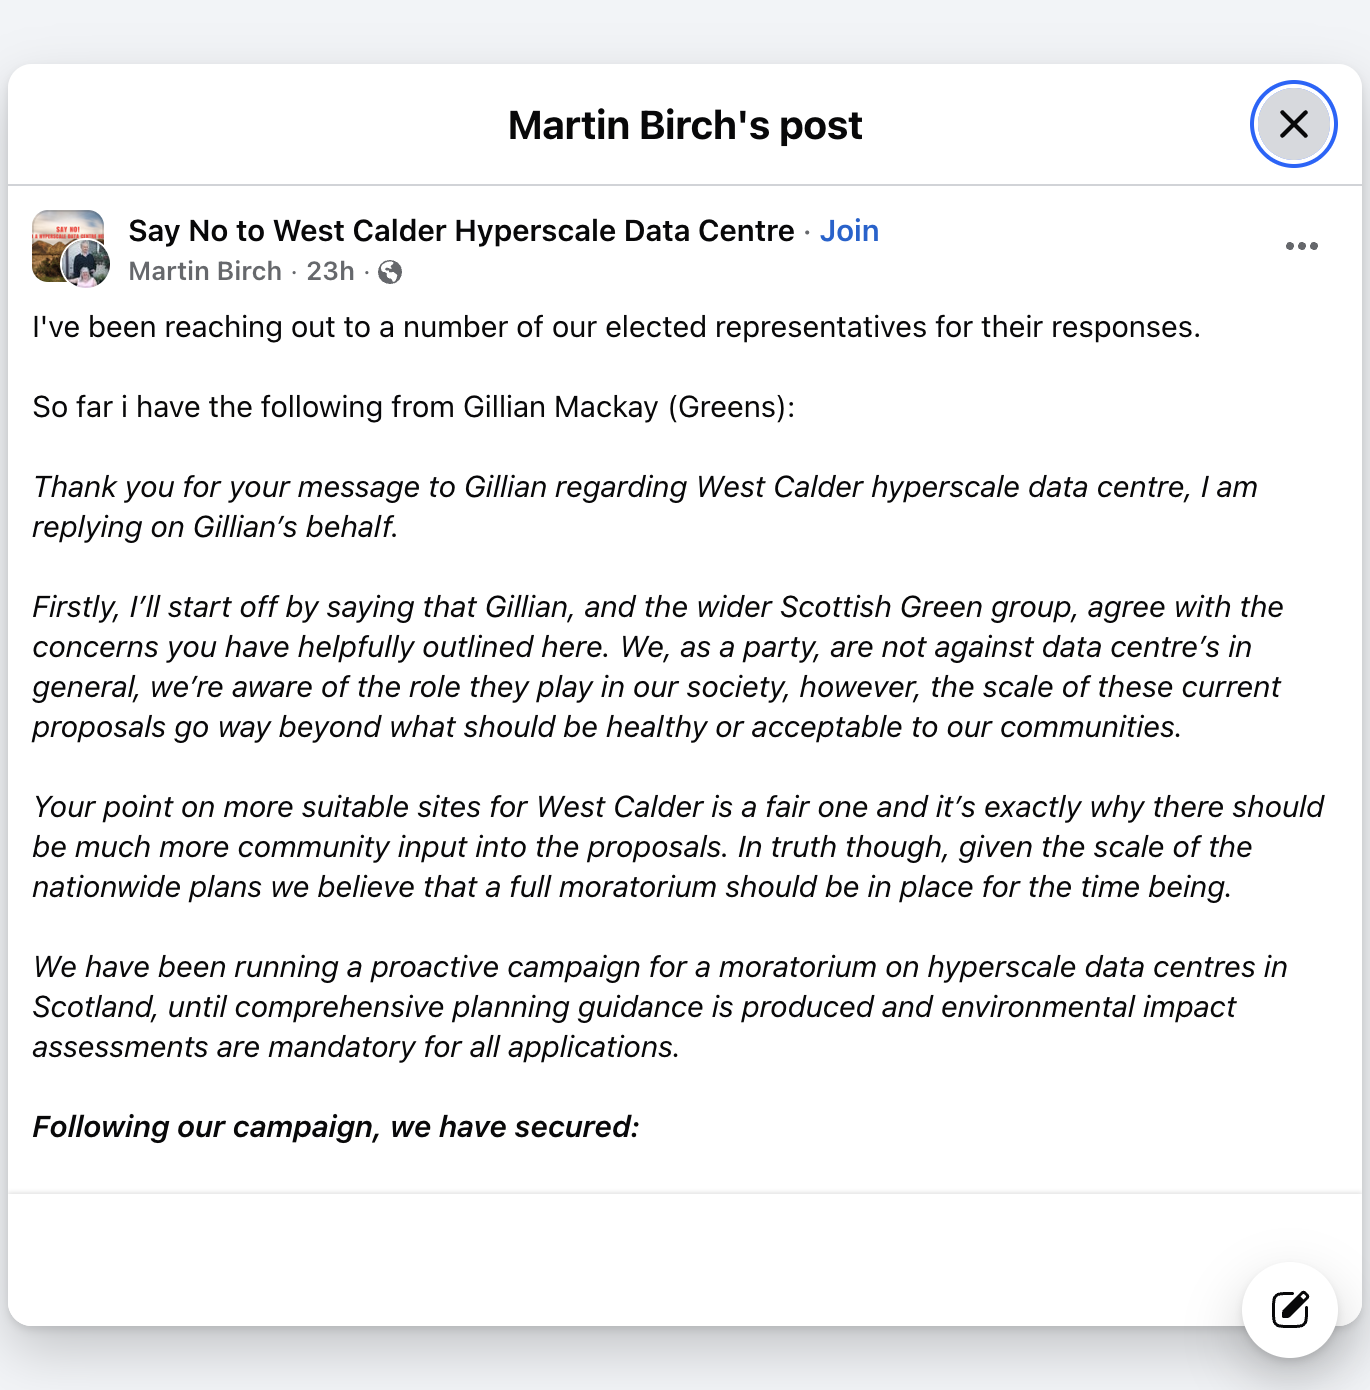 Martin Birch's post
SAY NO!
Say No to West Calder Hyperscale Data Centre · Join
Martin Birch · 23h ·
I've been reaching out to a number of our elected representatives for their responses.
So far i have the following from Gillian Mackay (Greens):
Thank you for your message to Gillian regarding West Calder hyperscale data centre, I am
replying on Gillian’s behalf.
Firstly, I’ll start off by saying that Gillian, and the wider Scottish Green group, agree with the
concerns you have helpfully outlined here. We, as a party, are not against data centre’s in
general, we’re aware of the role they play in our society, however, the scale of these current
proposals go way beyond what should be healthy or acceptable to our communities.
Your point on more suitable sites for West Calder is a fair one and it’s exactly why there should
be much more community input into the proposals. In truth though, given the scale of the
nationwide plans we believe that a full moratorium should be in place for the time being.
We have been running a proactive campaign for a moratorium on hyperscale data centres in
Scotland, until comprehensive planning guidance is produced and environmental impact
assessments are mandatory for all applications.
Following our campaign, we have secured: